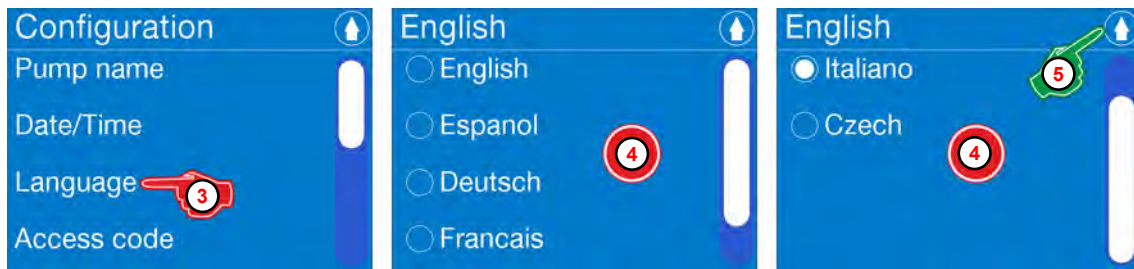 Configuration
Pump name
Date/Time
Language
3
Access code
English
English
Espanol
4
Deutsch
Francais
English
Italiano
5
Czech
4